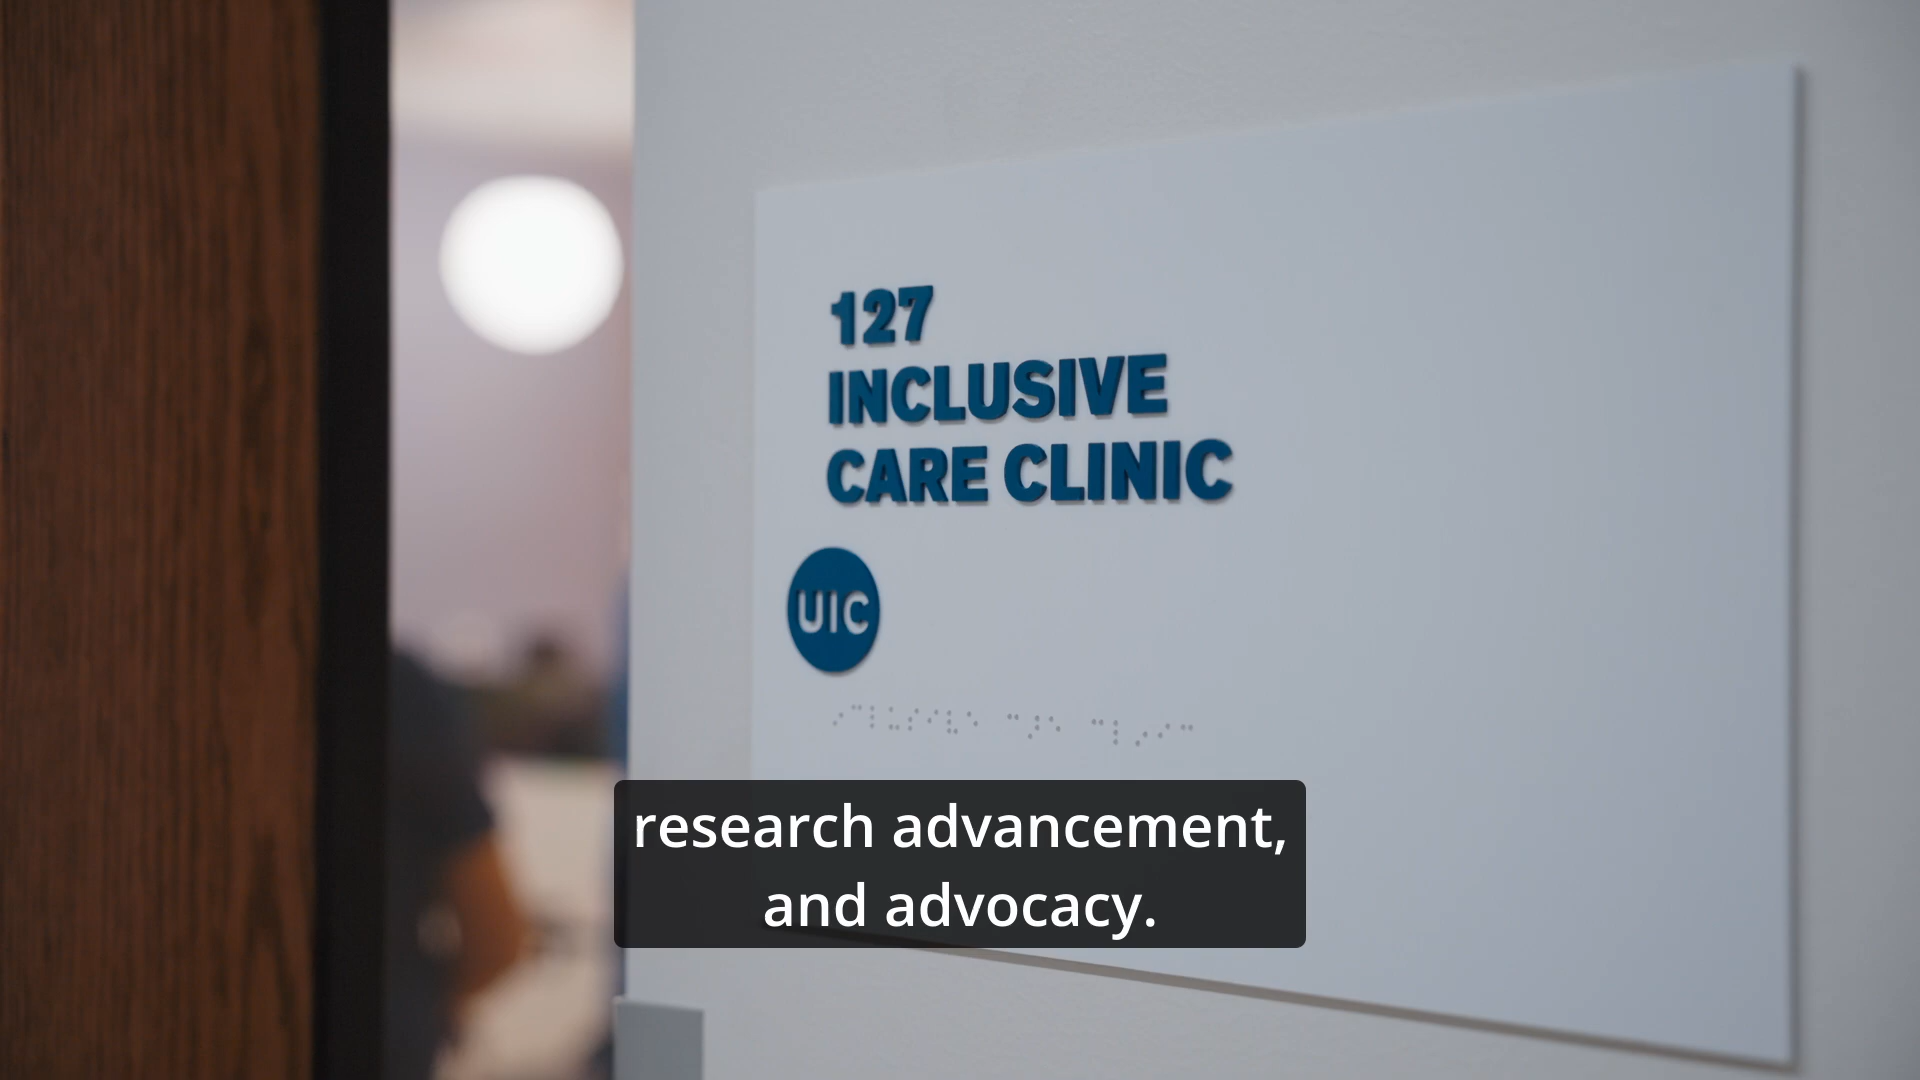 127
INCLUSIVE
CARE CLINIC
UIC
research advancement,
and advocacy.